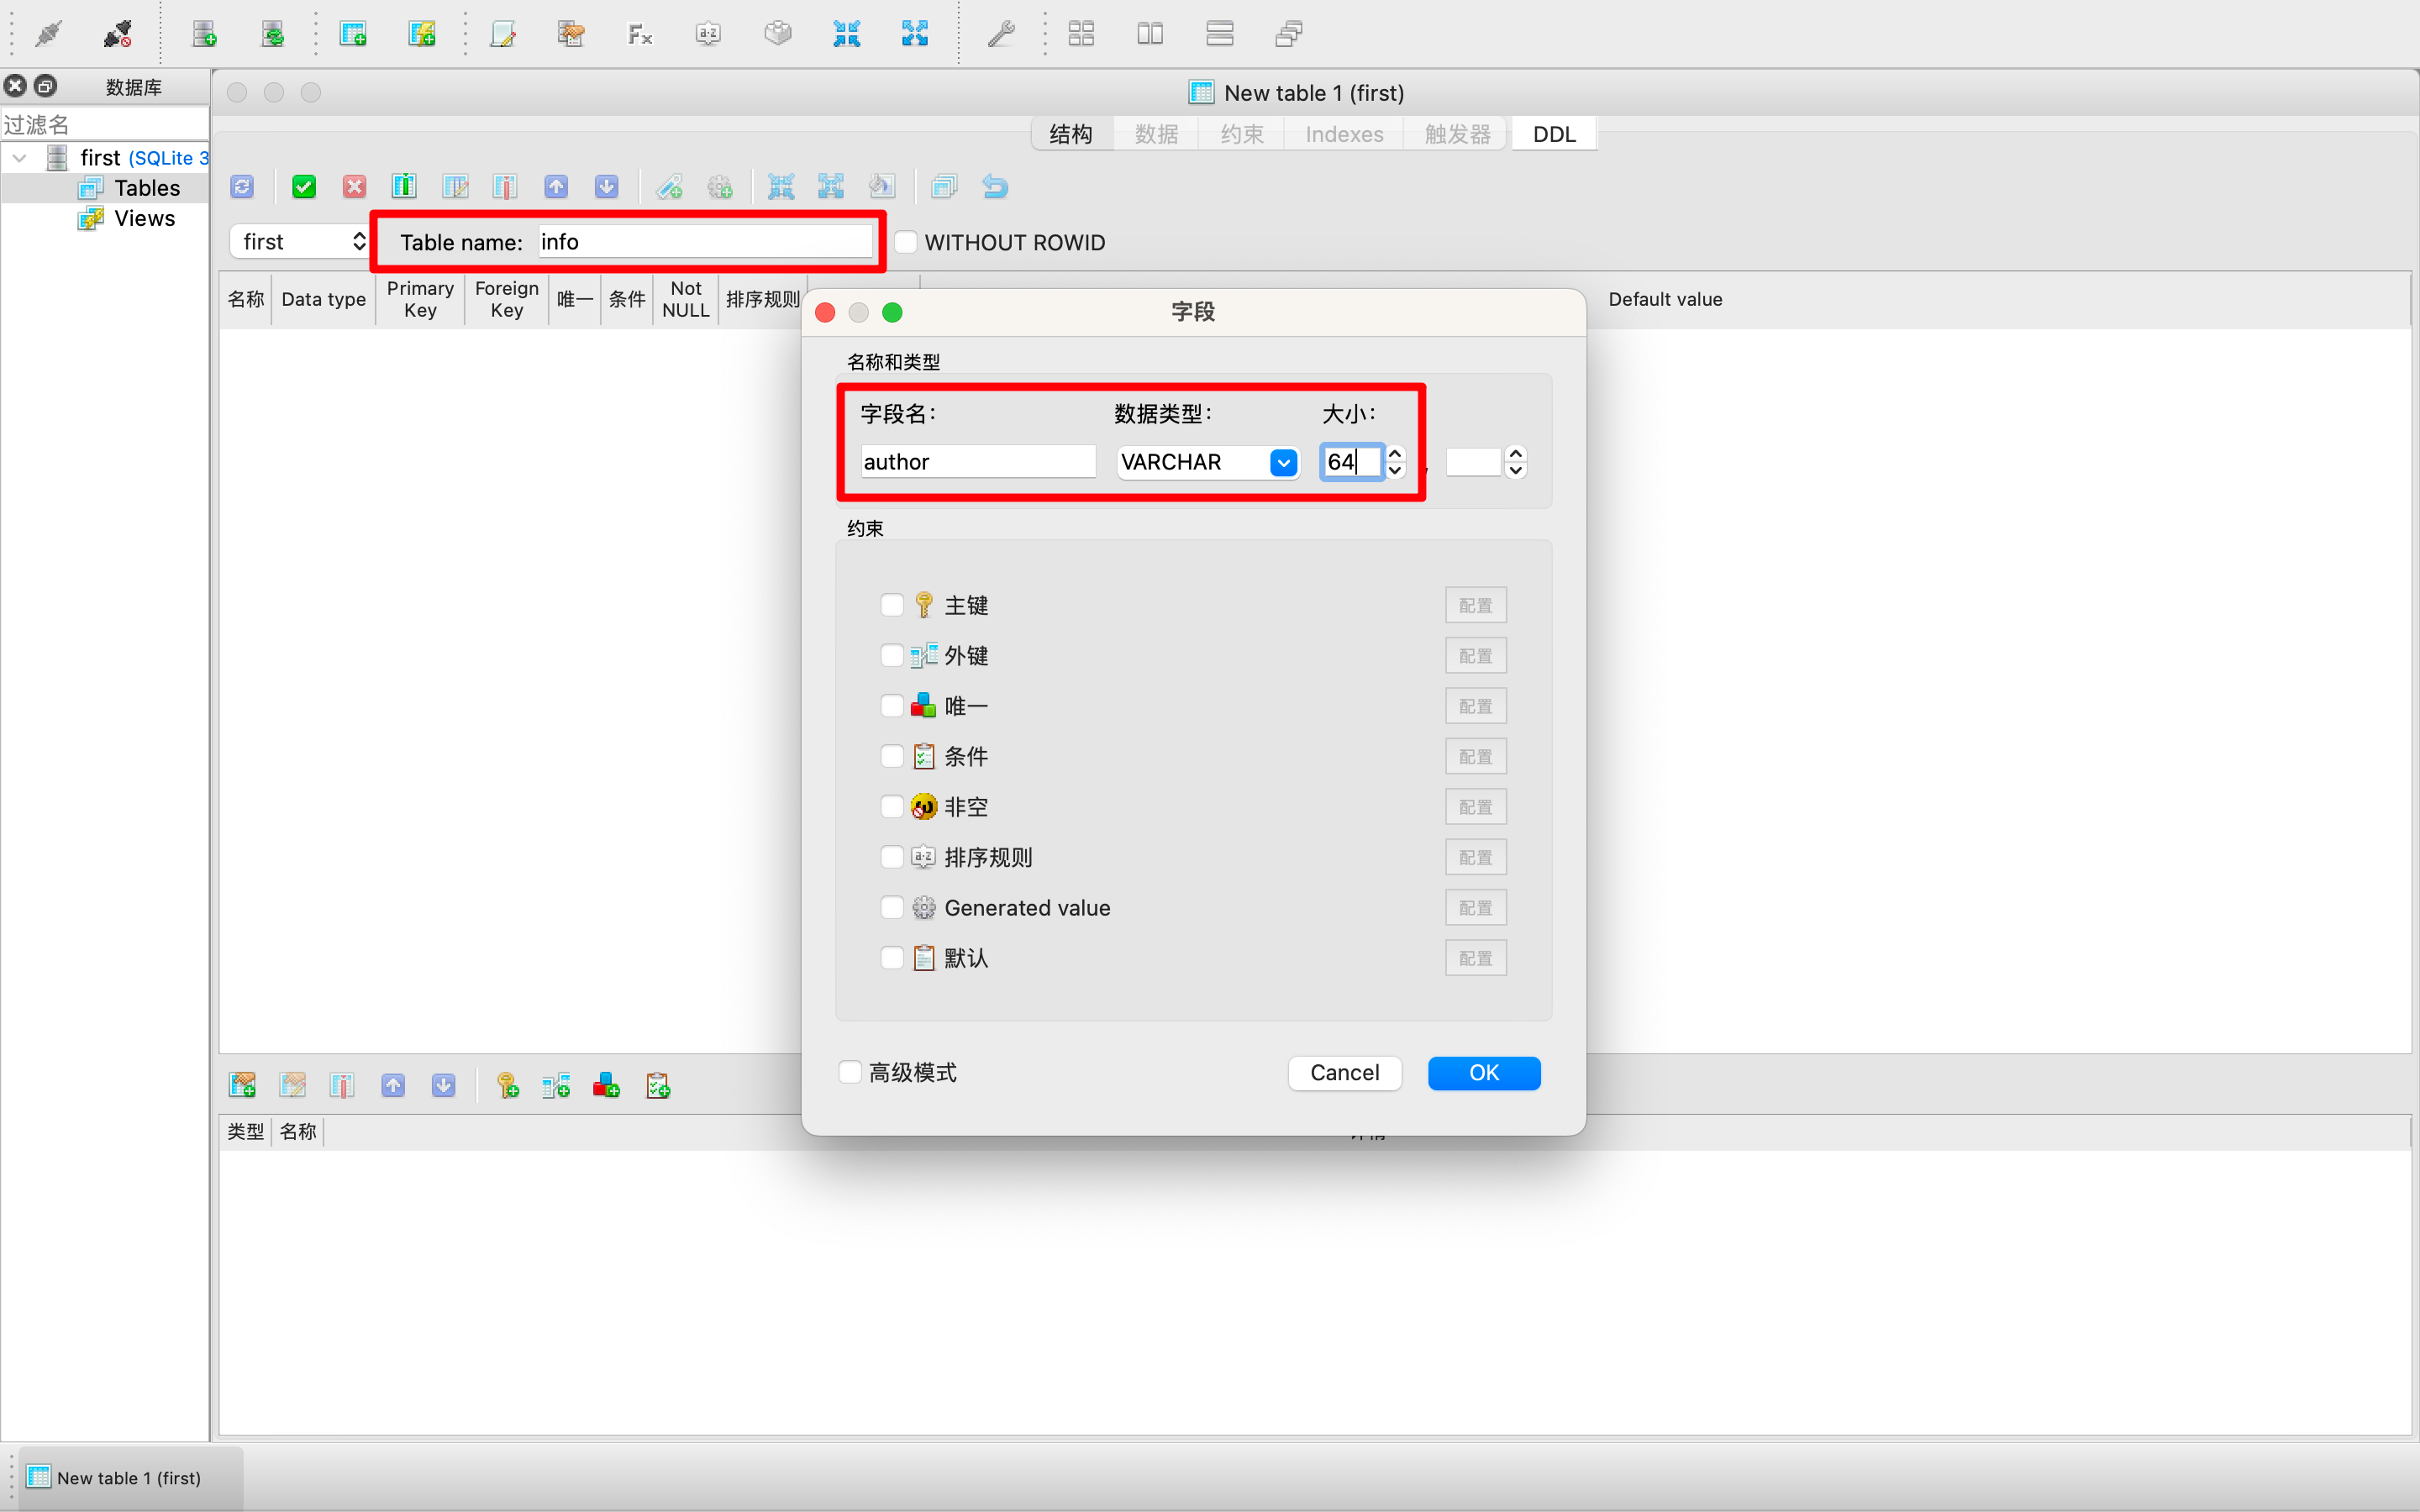 数据库
New table 1 (first)
过滤名
结构 数据 约束 Indexes 触发器 DDL
first (SQLite 3
Tables
Views
first Table name: info WITHOUT ROWID
名称 Data type Primary Key Foreign Key 唯一 条件 Not NULL 排序规则 Default value
字段
名称和类型
字段名: 数据类型: 大小:
author VARCHAR 64 ,
约束
主键 配置
外键 配置
唯一 配置
条件 配置
非空 配置
排序规则 配置
Generated value 配置
默认 配置
高级模式 Cancel OK
类型 名称
New table 1 (first)